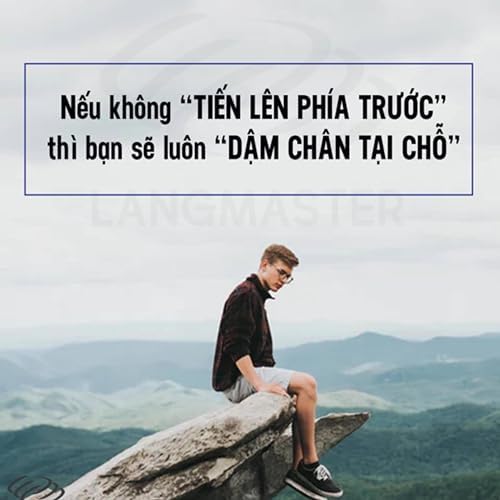 Nếu không “TIẾN LÊN PHÍA TRƯỚC”
thì bạn sẽ luôn “DẬM CHÂN TẠI CHỖ”
LANGMASTER